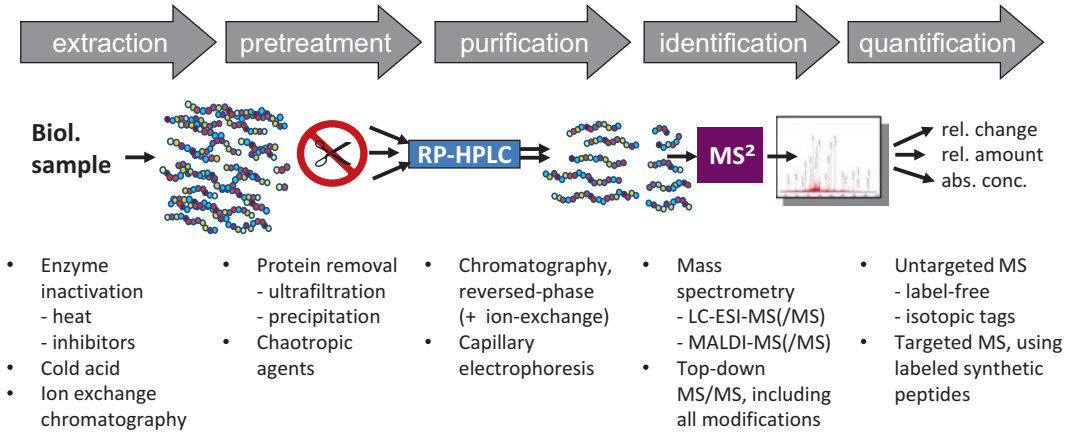 extraction
pretreatment
purification
identification
quantification
Biol.
sample
RP-HPLC
MS²
rel. change
rel. amount
abs. conc.
• Enzyme
inactivation
- heat
- inhibitors
• Cold acid
• Ion exchange
chromatography
• Protein removal
- ultrafiltration
- precipitation
• Chaotropic
agents
• Chromatography,
reversed-phase
(+ ion-exchange)
• Capillary
electrophoresis
• Mass
spectrometry
- LC-ESI-MS(/MS)
- MALDI-MS(/MS)
• Top-down
MS/MS, including
all modifications
• Untargeted MS
- label-free
- isotopic tags
• Targeted MS, using
labeled synthetic
peptides